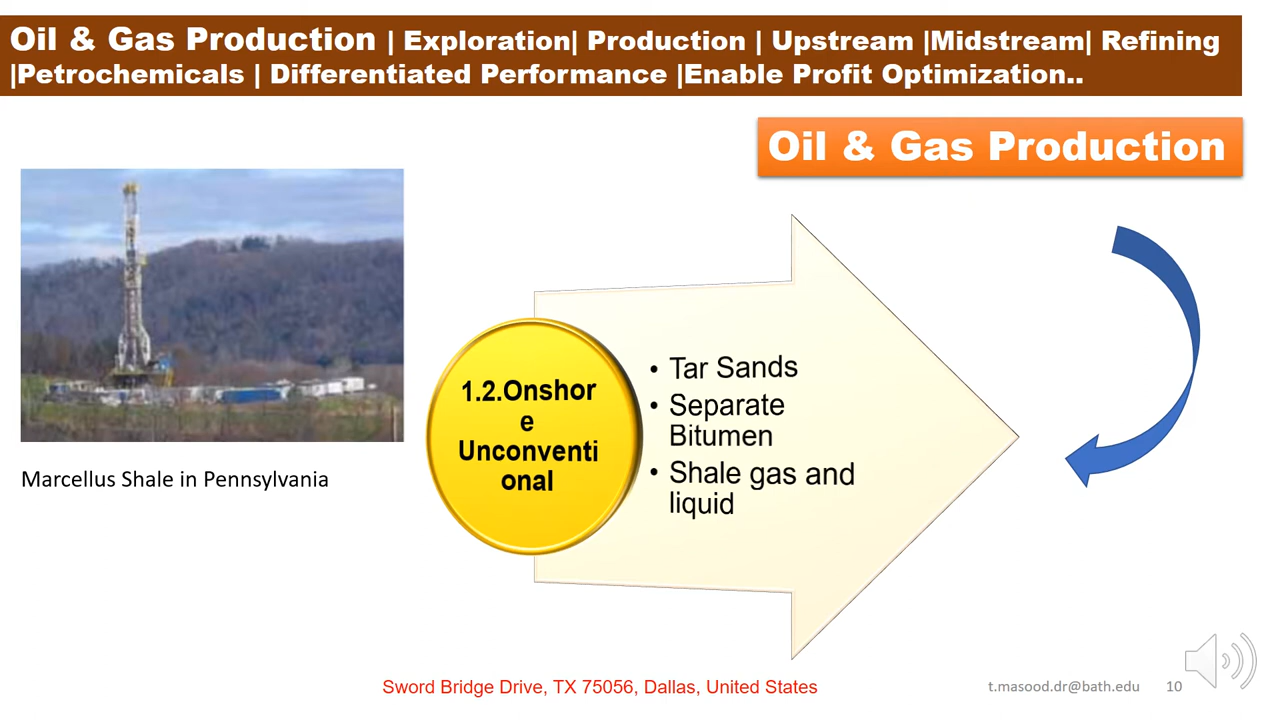 Oil & Gas Production | Exploration| Production | Upstream |Midstream| Refining
|Petrochemicals | Differentiated Performance |Enable Profit Optimization..
Oil & Gas Production
1.2.Onshor
e
Unconventi
onal
• Tar Sands
• Separate
Bitumen
• Shale gas and
liquid
Marcellus Shale in Pennsylvania
Sword Bridge Drive, TX 75056, Dallas, United States
t.masood.dr@bath.edu
10